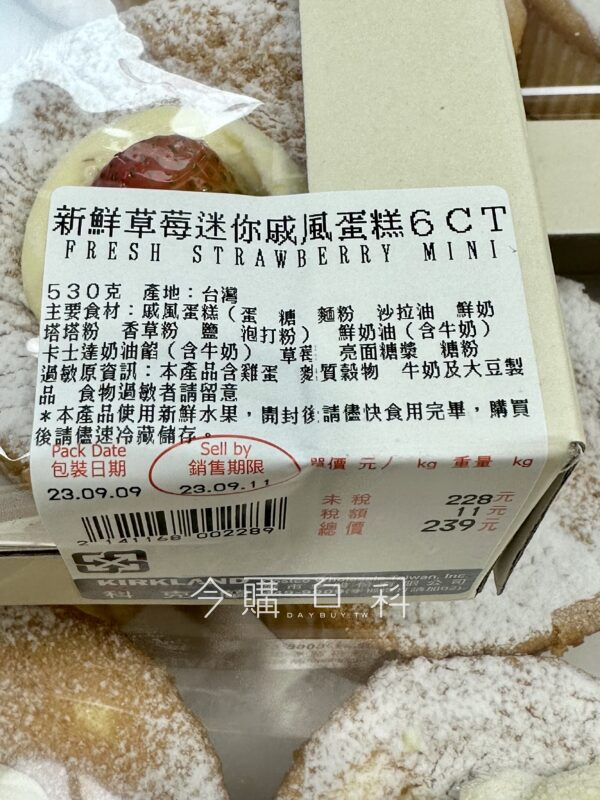 新鮮草莓迷你戚風蛋糕6CT
FRESH STRAWBERRY MINI
530克 產地：台灣
主要食材：戚風蛋糕（蛋 糖 麵粉 沙拉油 鮮奶
塔塔粉 香草粉 鹽 泡打粉） 鮮奶油（含牛奶）
卡士達奶油餡（含牛奶） 草莓 亮面糖漿 糖粉
過敏原資訊：本產品含雞蛋 麩質穀物 牛奶及大豆製
品 食物過敏者請留意
*本產品使用新鮮水果，開封後請儘快食用完畢，購買
後請儘速冷藏儲存。
Pack Date Sell by
包裝日期 銷售期限 單價 元/ kg 重量 kg
23.09.09 23.09.11
未稅 228元
稅額 11元
總價 239元
2 141168 002289
KIRKLAND Taiwan, Inc.
今購百科
DAYBUY.TW